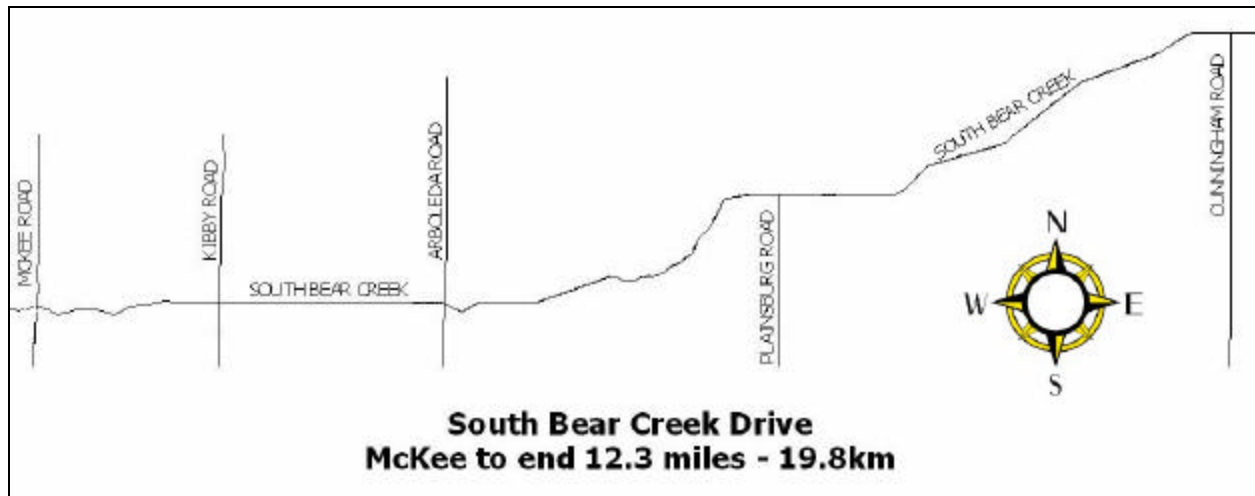 MCKEE ROAD
KIBBY ROAD
ARBOLEDA ROAD
SOUTH BEAR CREEK
PLAINSBURG ROAD
SOUTH BEAR CREEK
CUNNINGHAM ROAD
N
W E
S
South Bear Creek Drive
McKee to end 12.3 miles - 19.8km